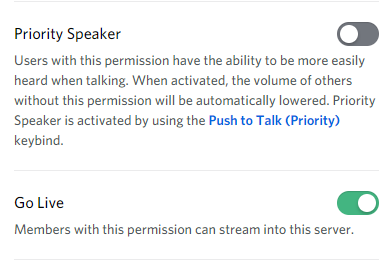 Priority Speaker
Users with this permission have the ability to be more easily
heard when talking. When activated, the volume of others
without this permission will be automatically lowered. Priority
Speaker is activated by using the Push to Talk (Priority)
keybind.
Go Live
Members with this permission can stream into this server.